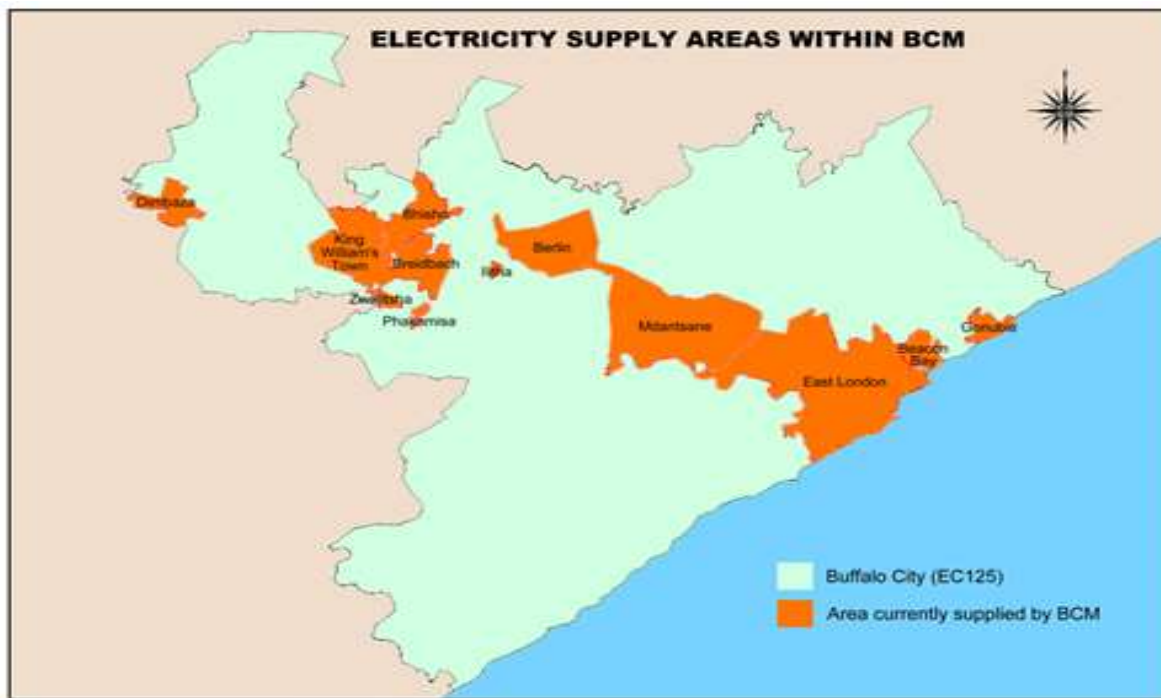 ELECTRICITY SUPPLY AREAS WITHIN BCM
Dimbaza
Bhisho
King
William's
Town
Breidbach
Berlin
Ilitha
Zwelitsha
Phakamisa
Mdantsane
Gonubie
Beacon
Bay
East London
Buffalo City (EC125)
Area currently supplied by BCM